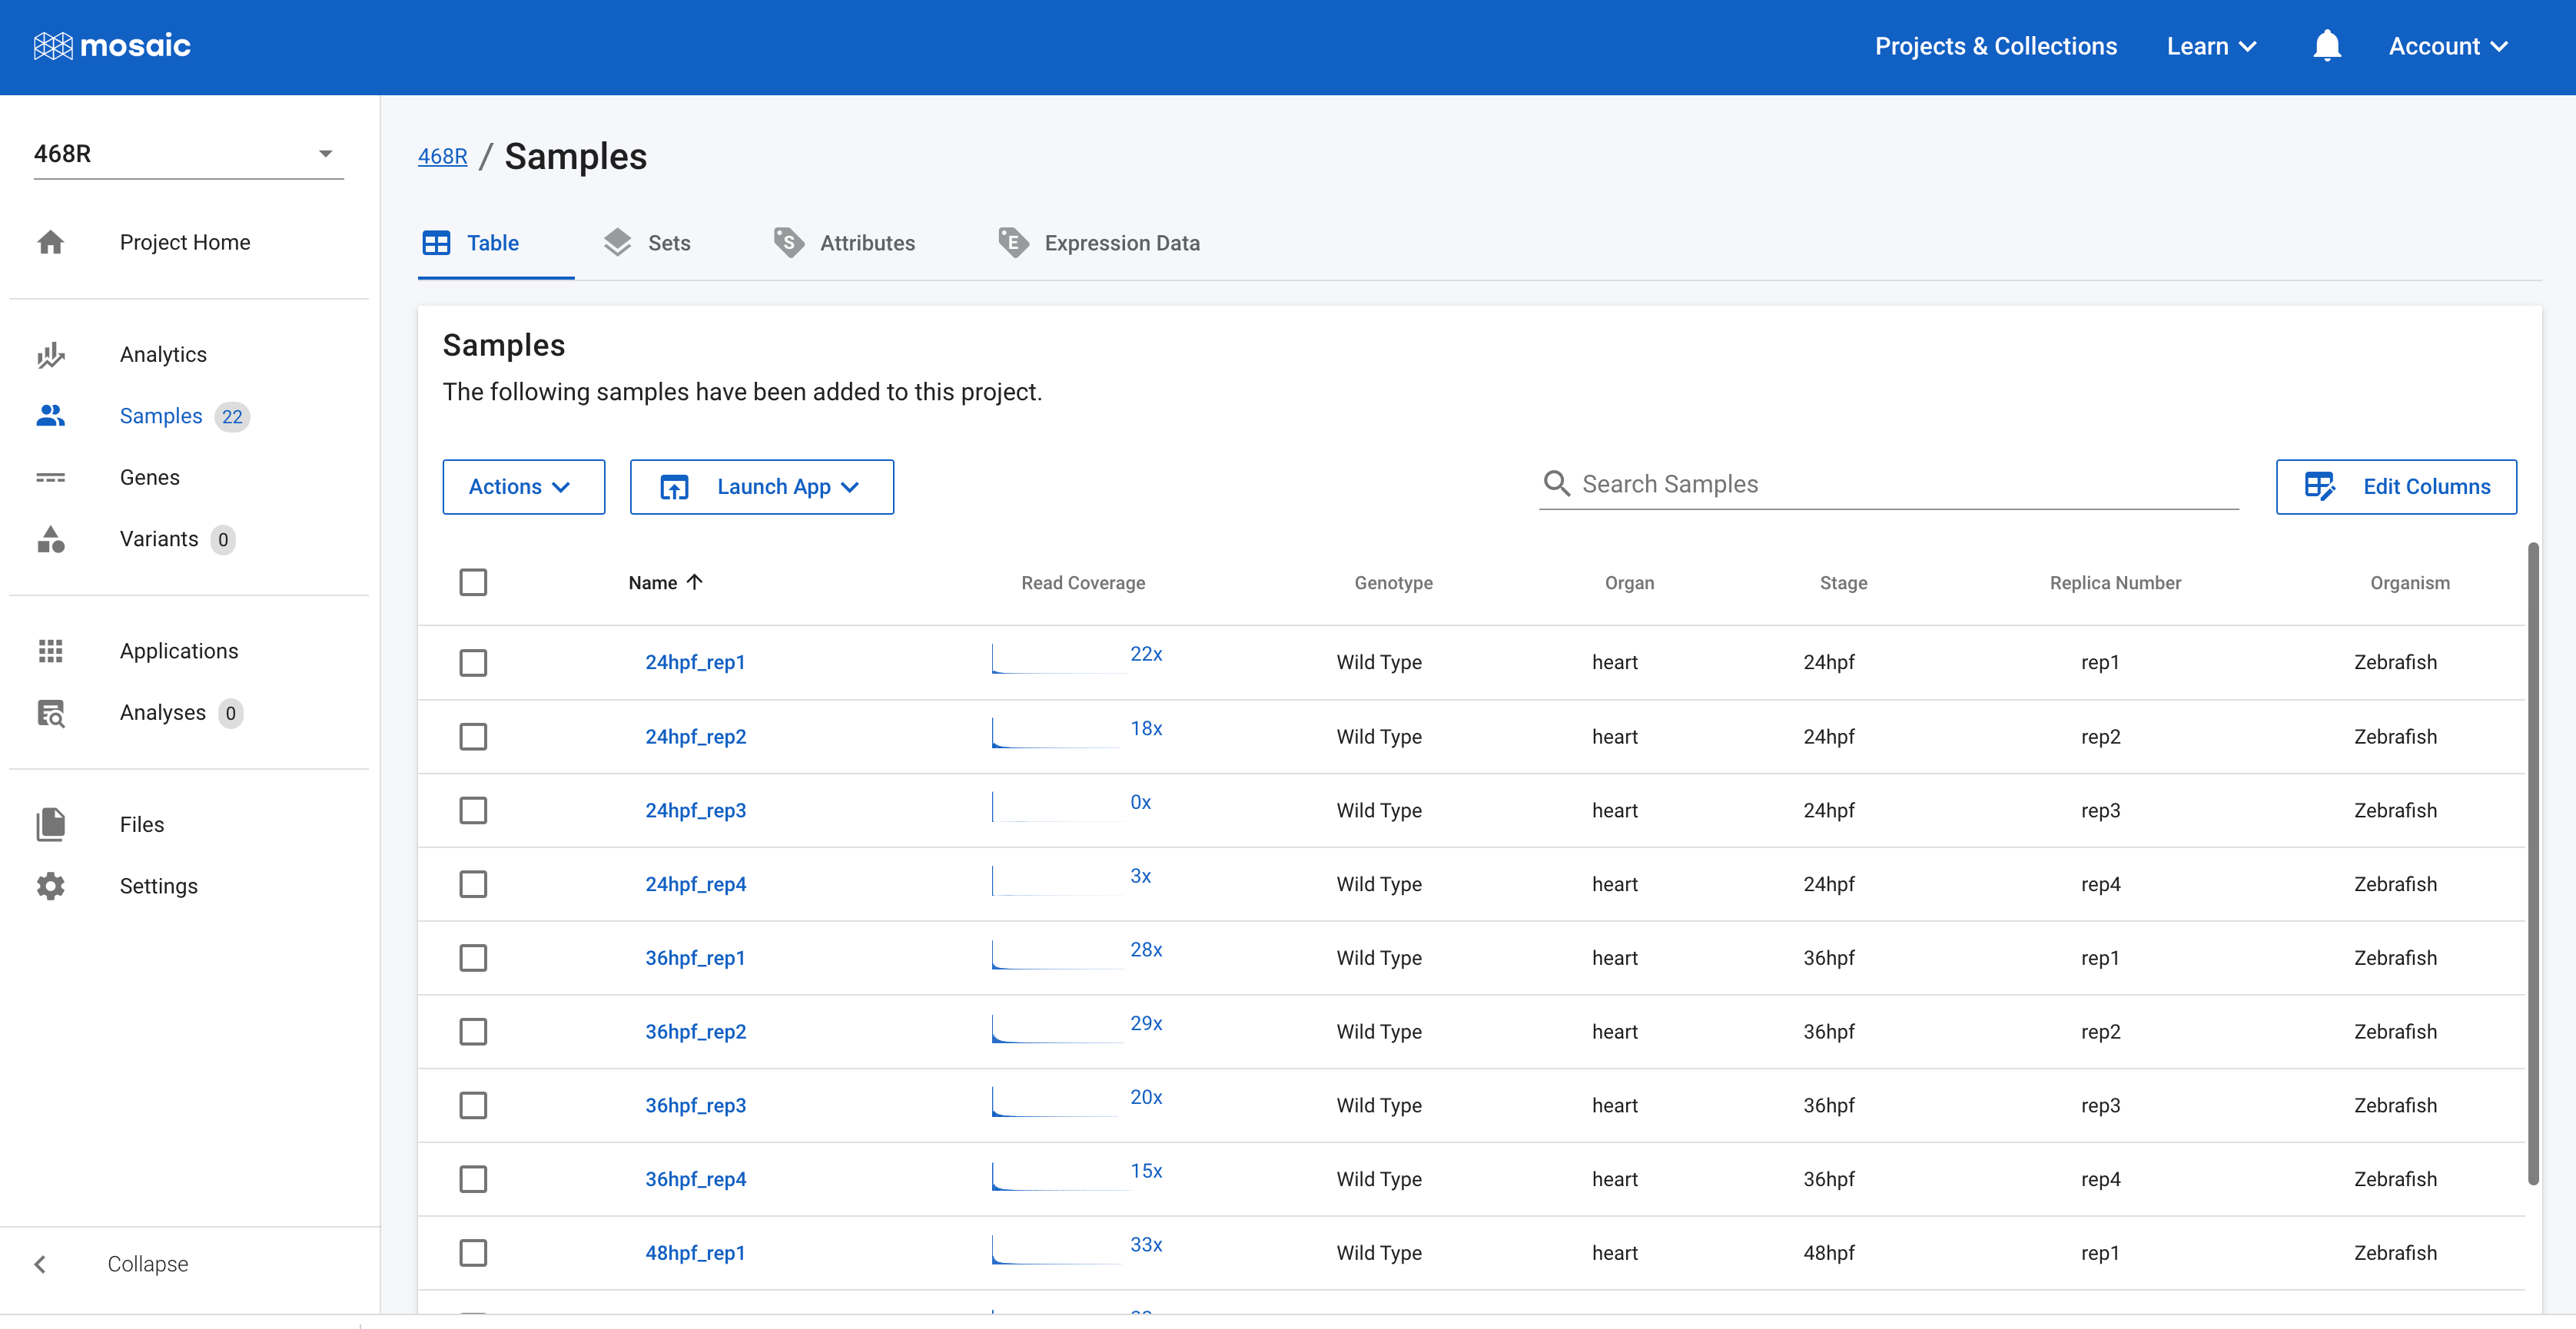 mosaic
Projects & Collections Learn Account
468R
Project Home
Analytics
Samples 22
Genes
Variants 0
Applications
Analyses 0
Files
Settings
Collapse
468R / Samples
Table Sets S Attributes E Expression Data
Samples
The following samples have been added to this project.
Actions Launch App Search Samples Edit Columns
Name Read Coverage Genotype Organ Stage Replica Number Organism
24hpf_rep1 22x Wild Type heart 24hpf rep1 Zebrafish
24hpf_rep2 18x Wild Type heart 24hpf rep2 Zebrafish
24hpf_rep3 0x Wild Type heart 24hpf rep3 Zebrafish
24hpf_rep4 3x Wild Type heart 24hpf rep4 Zebrafish
36hpf_rep1 28x Wild Type heart 36hpf rep1 Zebrafish
36hpf_rep2 29x Wild Type heart 36hpf rep2 Zebrafish
36hpf_rep3 20x Wild Type heart 36hpf rep3 Zebrafish
36hpf_rep4 15x Wild Type heart 36hpf rep4 Zebrafish
48hpf_rep1 33x Wild Type heart 48hpf rep1 Zebrafish